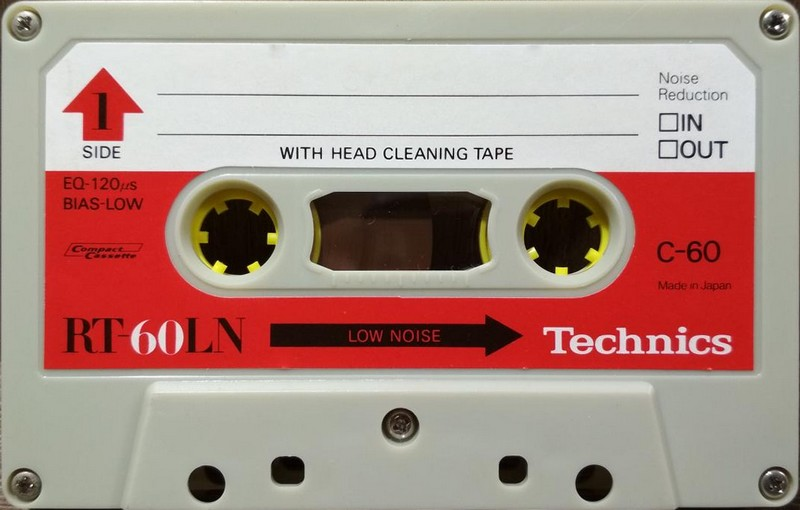 1
SIDE
Noise
Reduction
□IN
□OUT
WITH HEAD CLEANING TAPE
EQ-120μs
BIAS-LOW
Compact
Cassette
C-60
Made in Japan
RT-60LN
LOW NOISE
Technics